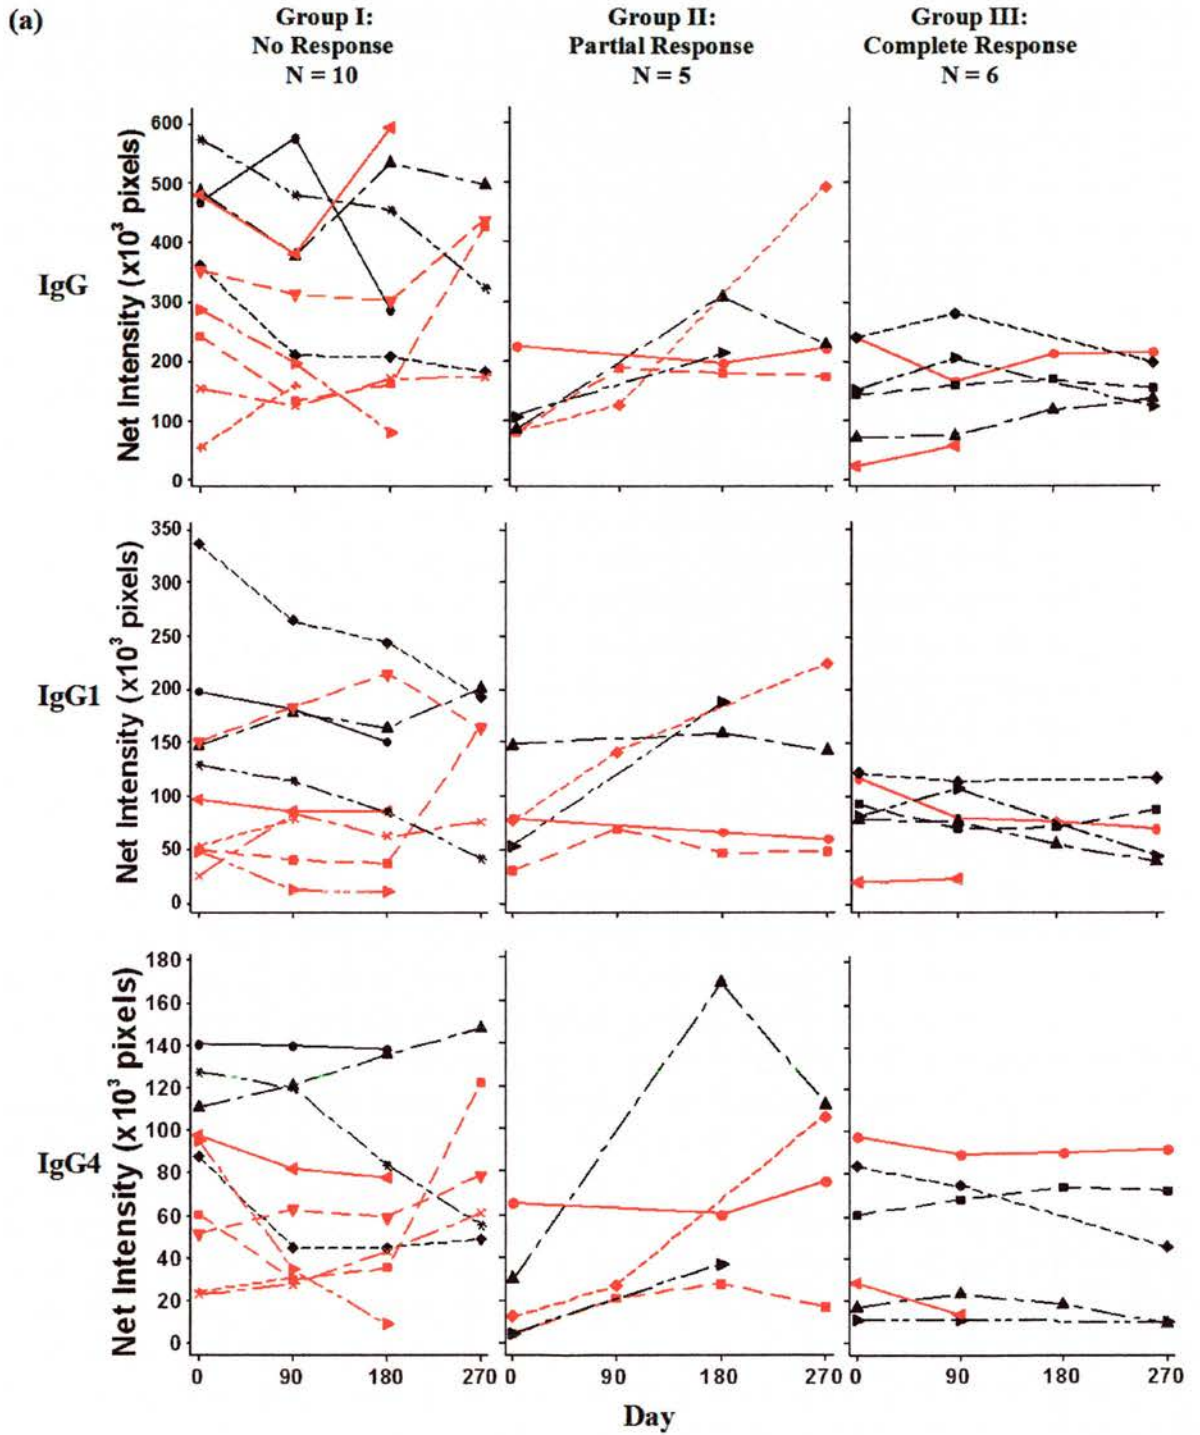 (a)
Group I:
No Response
N = 10
Group II:
Partial Response
N = 5
Group III:
Complete Response
N = 6
IgG
Net Intensity (x10³ pixels)
600
500
400
300
200
100
0
IgG1
Net Intensity (x10³ pixels)
350
300
250
200
150
100
50
0
IgG4
Net Intensity (x 10³ pixels)
180
160
140
120
100
80
60
40
20
0
0 90 180 270
0 90 180 270
0 90 180 270
Day